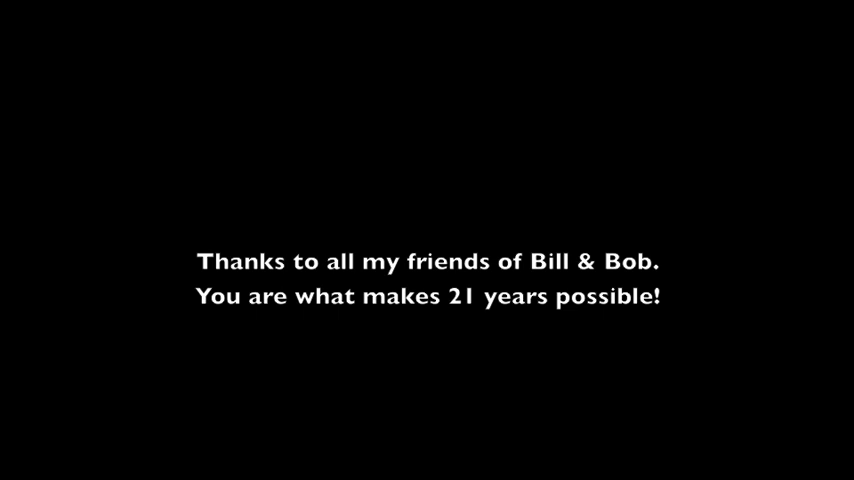 Thanks to all my friends of Bill & Bob.
You are what makes 21 years possible!